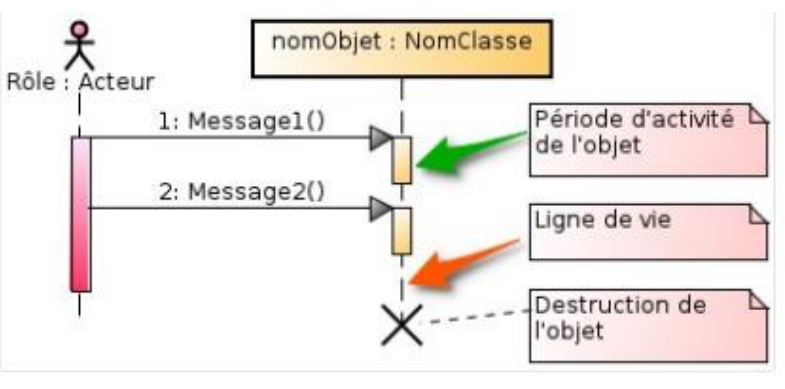 nomObjet : NomClasse
Rôle : Acteur
1: Message1()
Période d'activité
de l'objet
2: Message2()
Ligne de vie
Destruction de
l'objet